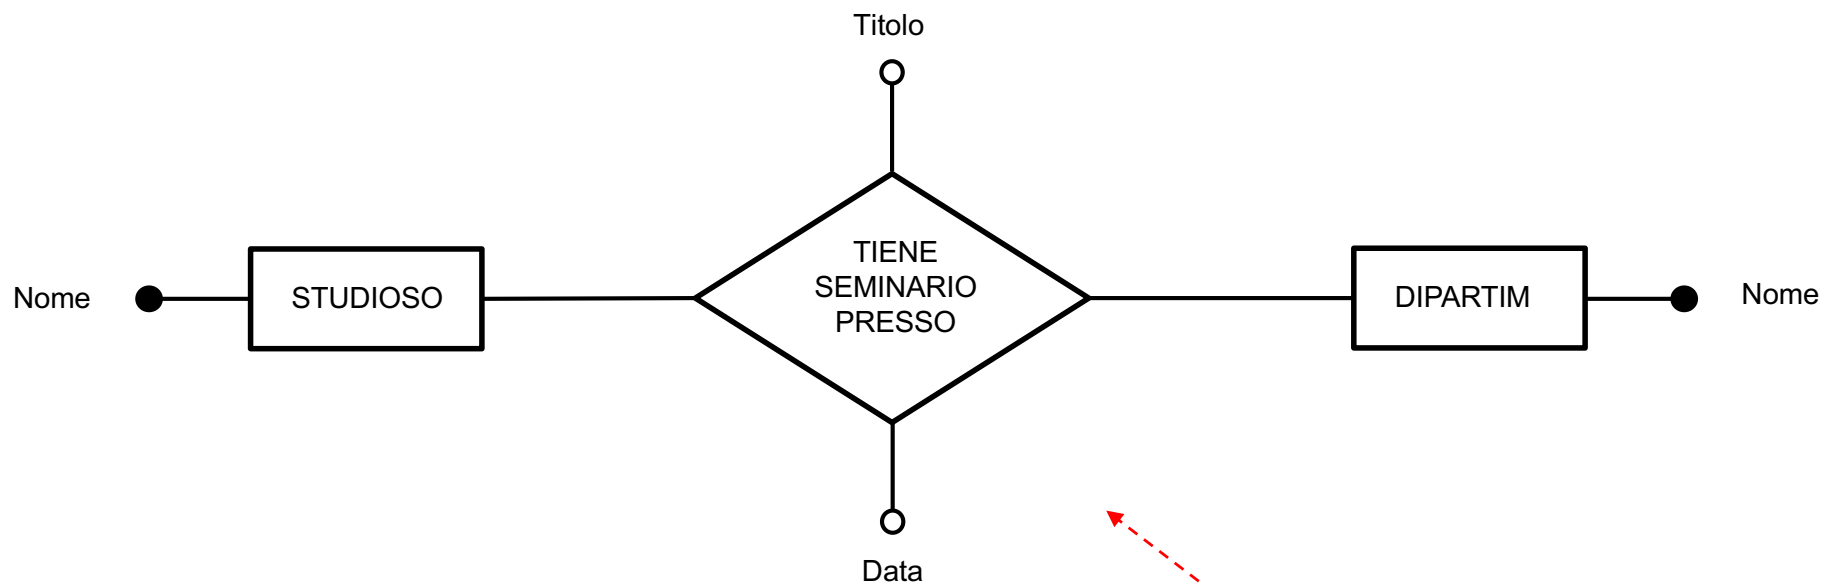 Titolo
Nome
STUDIOSO
TIENE
SEMINARIO
PRESSO
DIPARTIM
Nome
Data